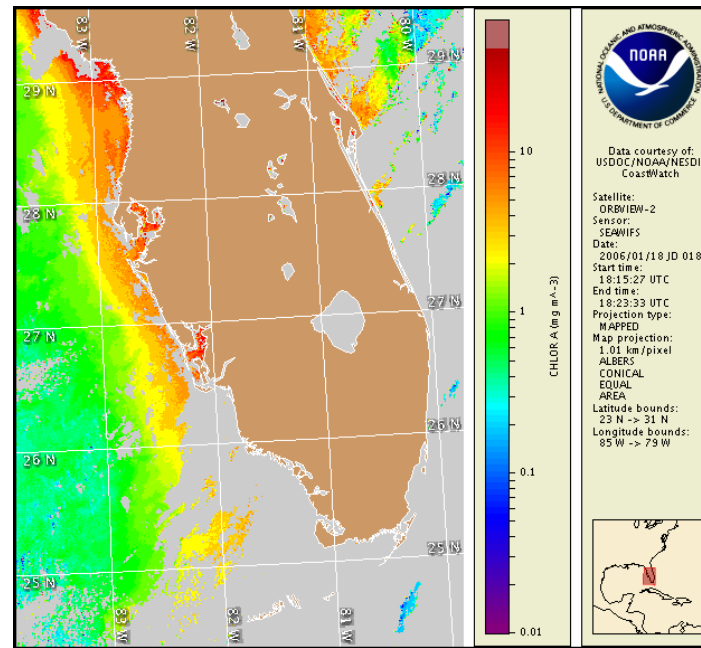 83 W
82 W
81 W
80 W
29 N
29 N
28 N
28 N
27 N
27 N
26 N
26 N
25 N
25 N
83 W
82 W
81 W
10
1
0.1
0.01
CHLOR A (mg m^-3)
NATIONAL OCEANIC AND ATMOSPHERIC ADMINISTRATION
NOAA
U.S. DEPARTMENT OF COMMERCE
Data courtesy of:
USDOC/NOAA/NESDI
CoastWatch
Satellite:
ORBVIEW-2
Sensor:
SEAWIFS
Date:
2006/01/18 JD 018
Start time:
18:15:27 UTC
End time:
18:23:33 UTC
Projection type:
MAPPED
Map projection:
1.01 km/pixel
ALBERS
CONICAL
EQUAL
AREA
Latitude bounds:
23 N -> 31 N
Longitude bounds:
85 W -> 79 W